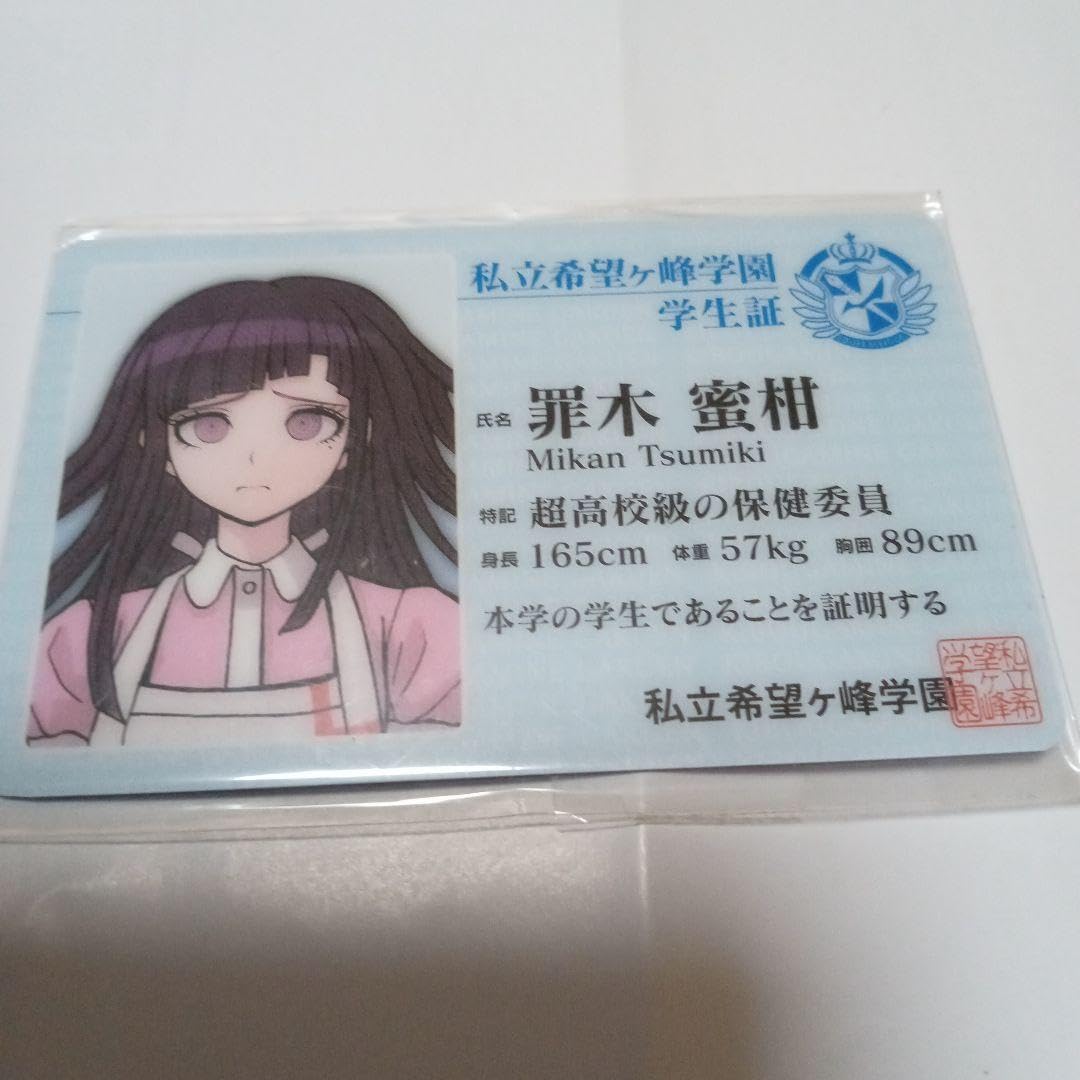 私立希望ヶ峰学園
学生証
氏名 罪木 蜜柑
Mikan Tsumiki
特記 超高校級の保健委員
身長 165cm 体重 57kg 胸囲 89cm
本学の学生であることを証明する
私立希望ヶ峰学園
私立希望ヶ峰学園